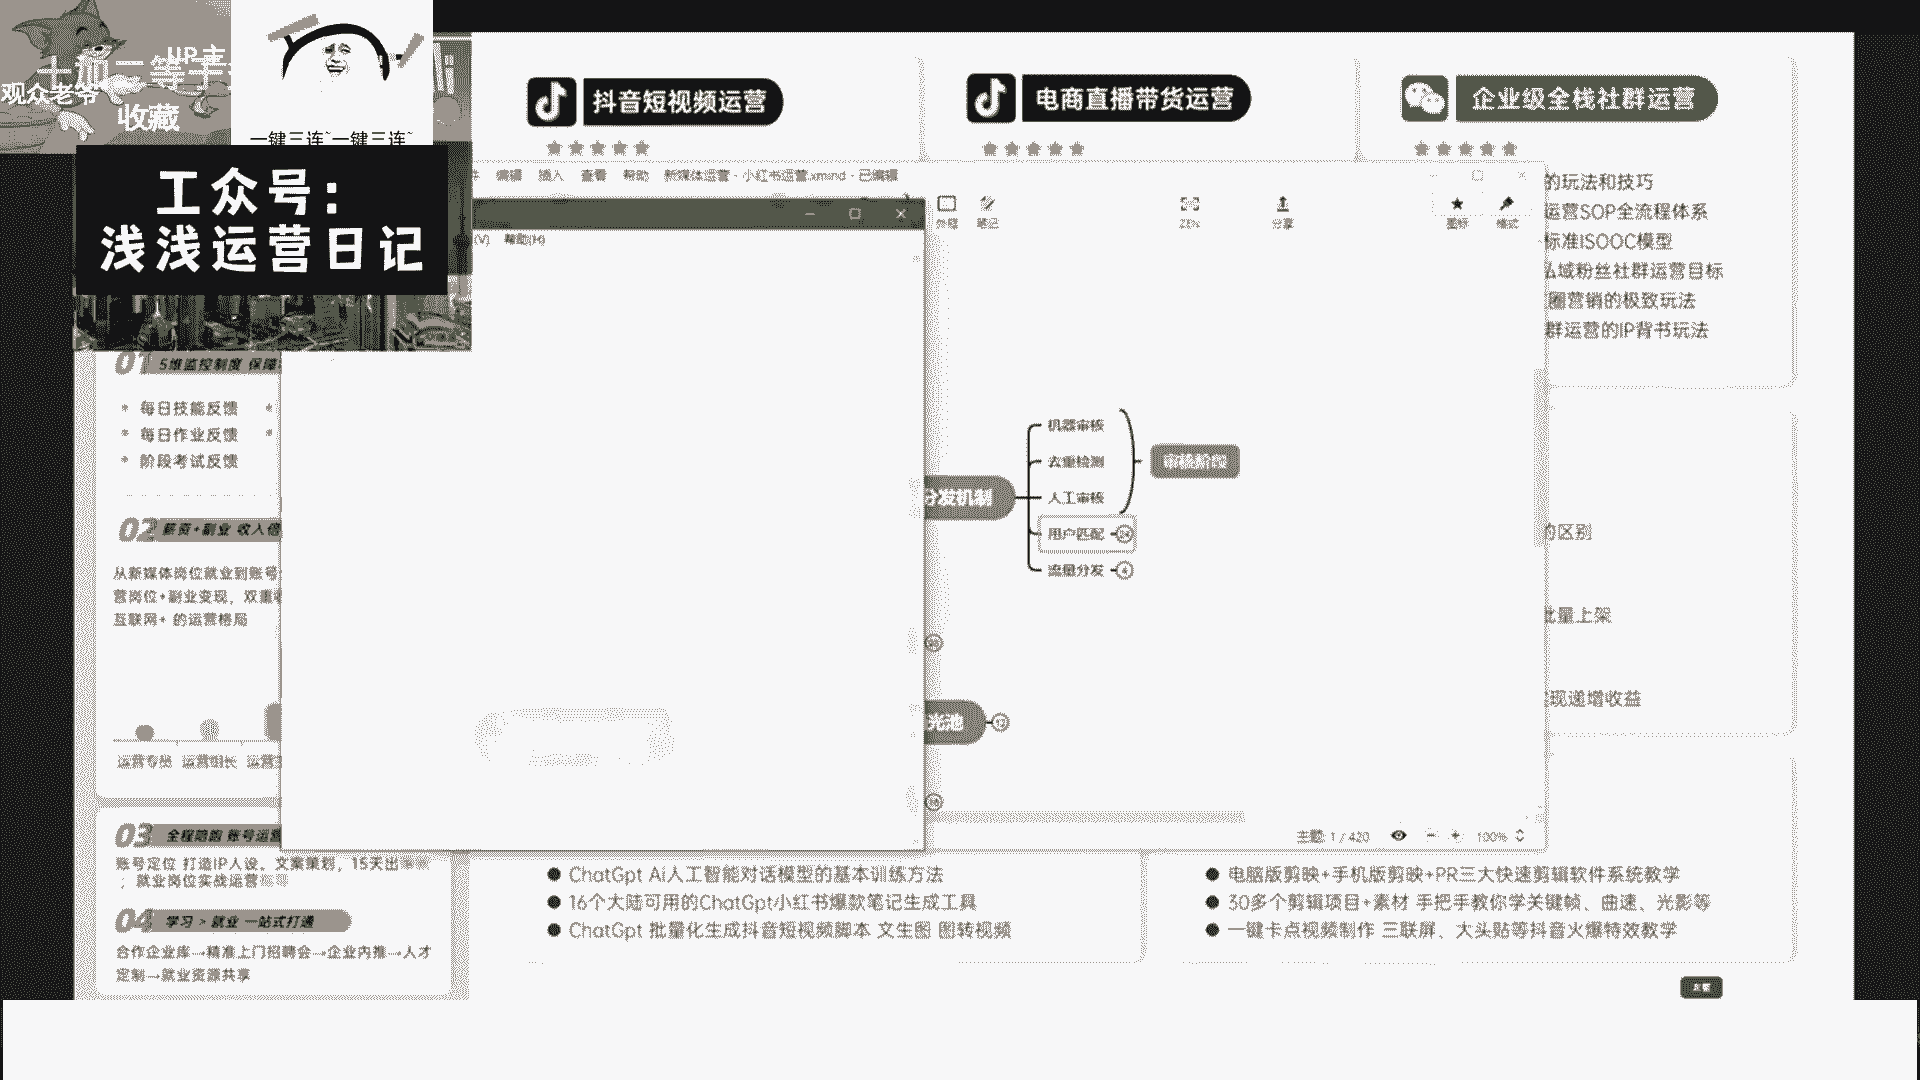 UP主
观众老爷
收藏
一键三连~一键三连~
工众号：
浅浅运营日记
抖音短视频运营
电商直播带货运营
企业级全栈社群运营
编辑 插入 查看 帮助 新媒体运营 - 小红书运营.xmind - 已编辑
笔记
分享
图标
格式
(V) 帮助(H)
的玩法和技巧
运营SOP全流程体系
标准ISOOC模型
私域粉丝社群运营目标
圈营销的极致玩法
群运营的IP背书玩法
的区别
批量上架
现递增收益
01 5维监控制度 保障
每日技能反馈
每日作业反馈
阶段考试反馈
02 薪资+副业 收入倍
从新媒体岗位就业到账号
营岗位+副业变现，双重
互联网+ 的运营格局
运营专员 运营组长 运营
03 全程陪跑 账号运营
账号定位 打造IP人设。文案策划，15天出
；就业岗位实战运营
04 学习 > 就业 一站式打通
合作企业库→精准上门招聘会→企业内推→人才
定制→就业资源共享
分发机制
机器审核
去重检测
人工审核
用户匹配
流量分发 4
审核阶段
光池
主题: 1 / 420
100%
ChatGpt Ai人工智能对话模型的基本训练方法
16个大陆可用的ChatGpt小红书爆款笔记生成工具
ChatGpt 批量化生成抖音短视频脚本 文生图 图转视频
电脑版剪映+手机版剪映+PR三大快速剪辑软件系统教学
30多个剪辑项目+素材 手把手教你学关键帧、曲速、光影等
一键卡点视频制作 三联屏、大头贴等抖音火爆特效教学